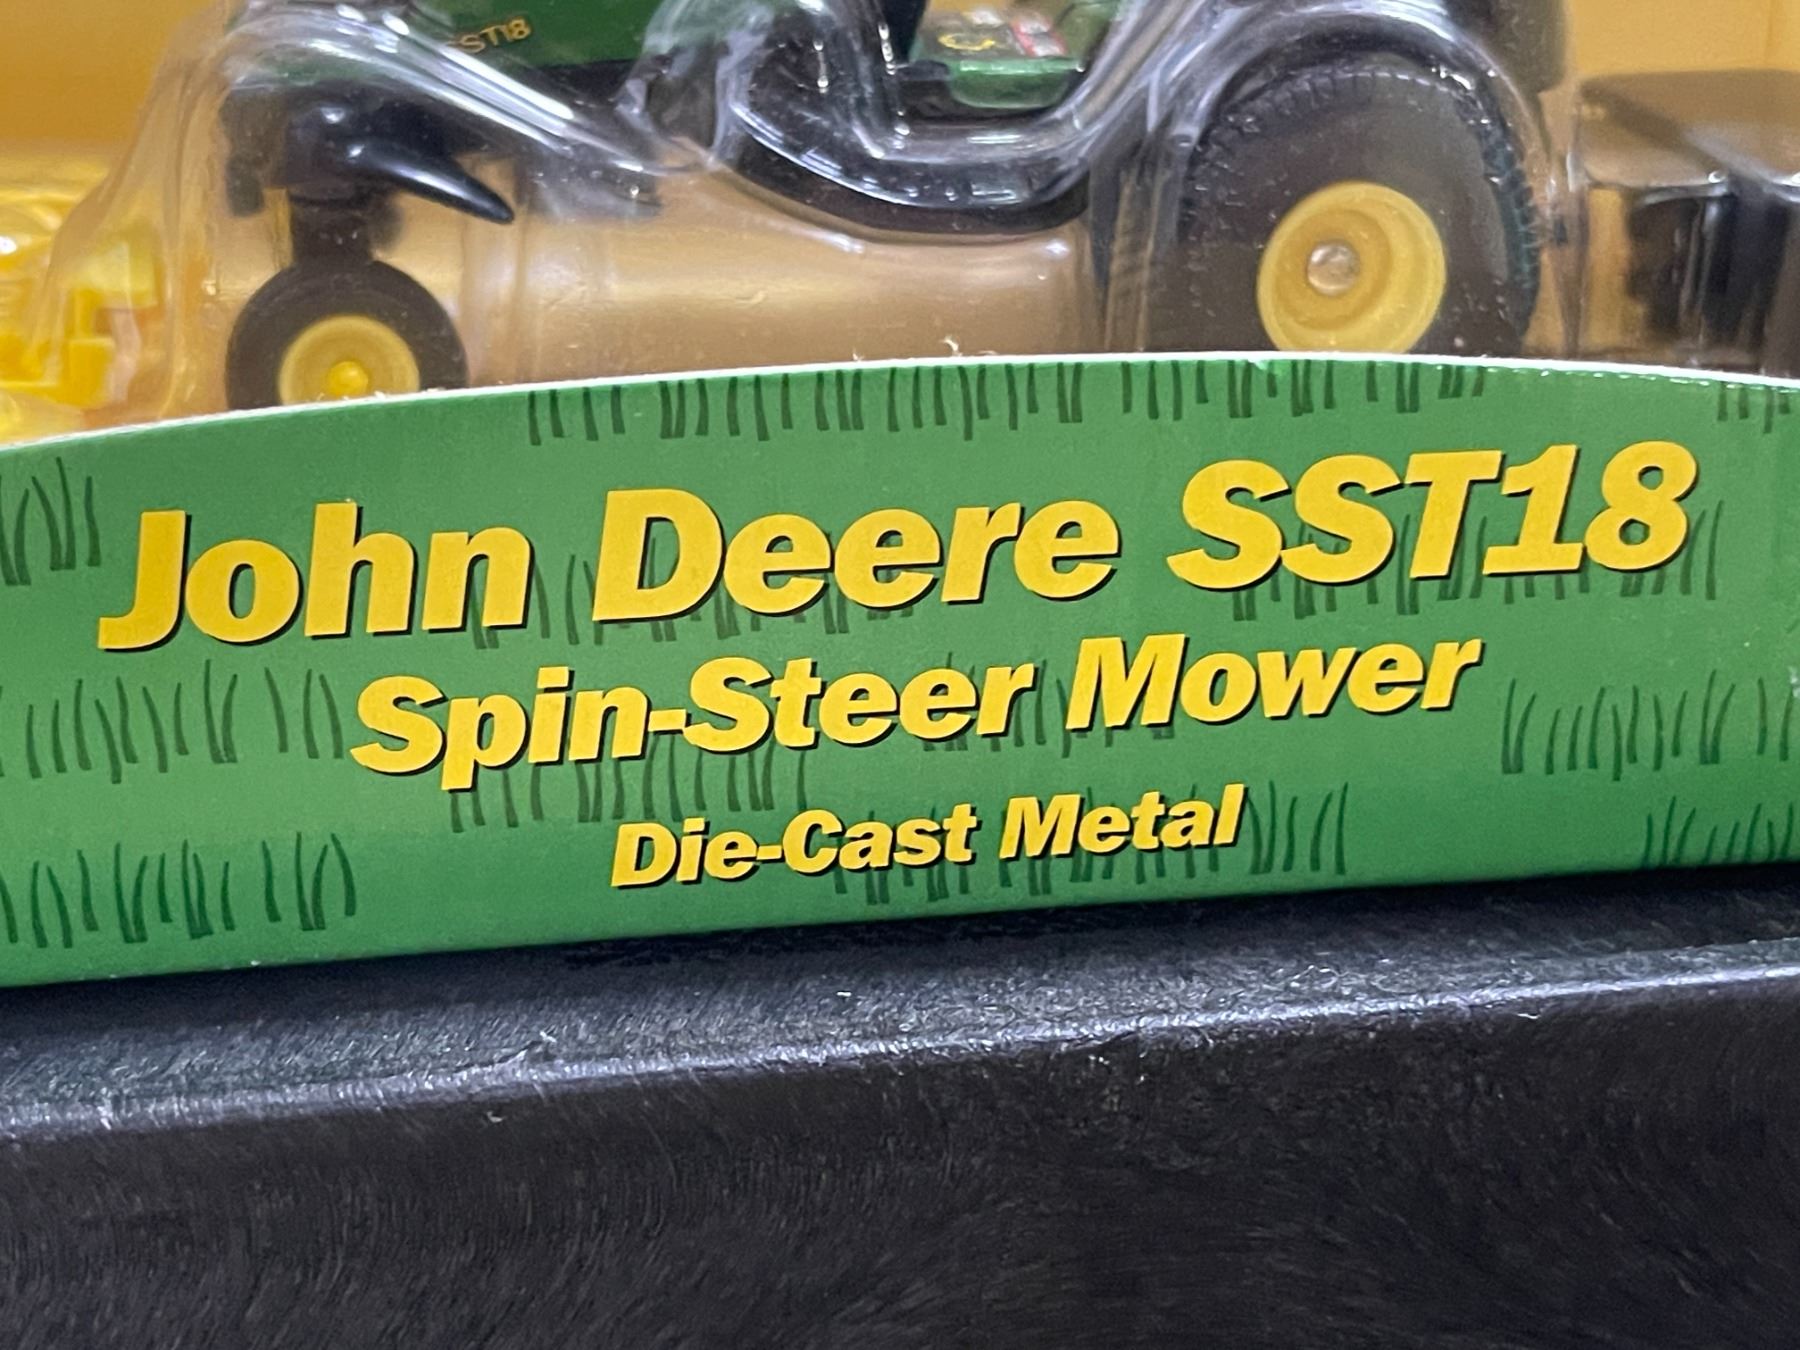 SST18
John Deere SST18
Spin-Steer Mower
Die-Cast Metal